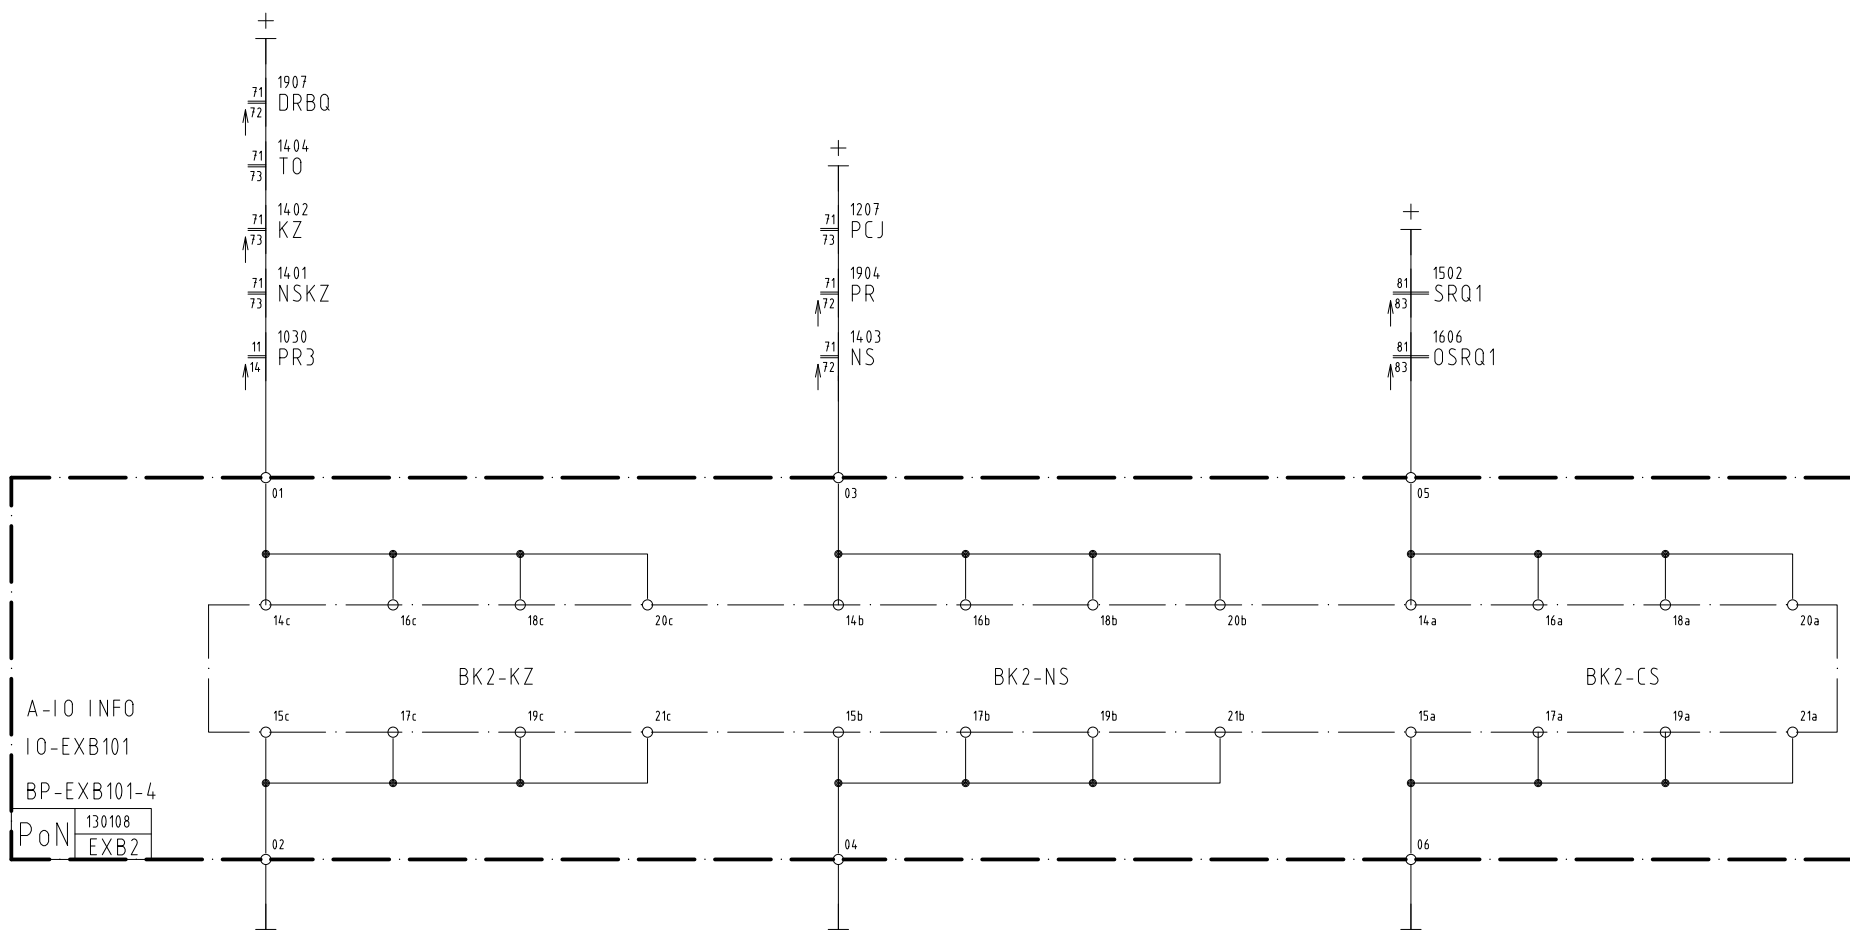 +
1907
71
DRBQ
72
1404
71
TO
73
1402
71
KZ
73
1401
71
NSKZ
73
1030
11
PR3
14
+
1207
71
PCJ
73
1904
71
PR
72
1403
71
NS
72
+
1502
81
SRQ1
83
1606
81
OSRQ1
83
01 03 05
14c 16c 18c 20c 14b 16b 18b 20b 14a 16a 18a 20a
BK2-KZ BK2-NS BK2-CS
15c 17c 19c 21c 15b 17b 19b 21b 15a 17a 19a 21a
A-IO INFO
IO-EXB101
BP-EXB101-4
PoN
130108
EXB2
02 04 06